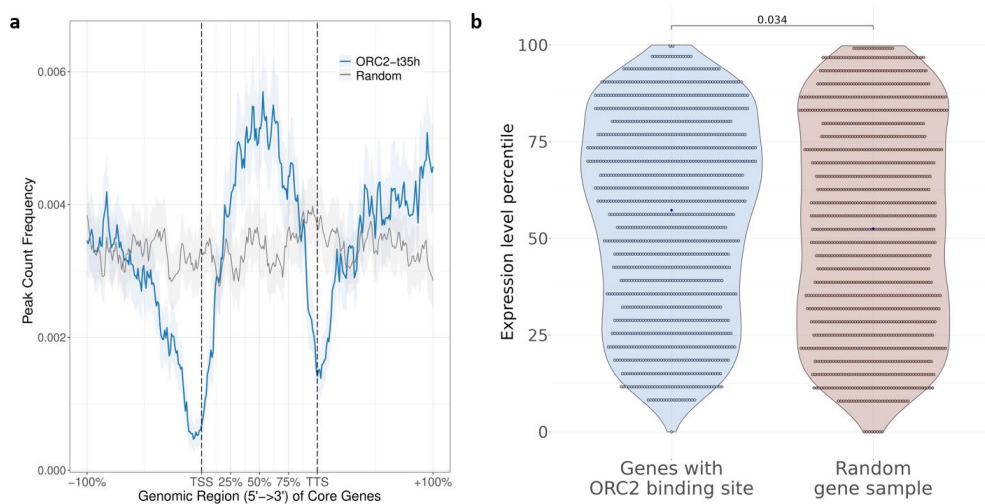 a
ORC2-t35h
Random
Peak Count Frequency
0.006
0.004
0.002
0.000
-100% TSS 25% 50% 75% TTS +100%
Genomic Region (5'->3') of Core Genes
b
0.034
Expression level percentile
100
75
50
25
0
Genes with
ORC2 binding site
Random
gene sample